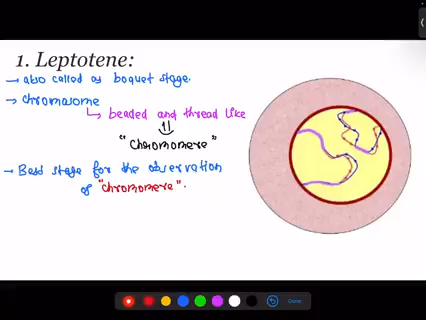 1. Leptotene:
→ also called as boquet stage.
→ chromosome
↳ beaded and thread like
"Chromomere"
→ Best stage for the observation
of "chromomere".
Done